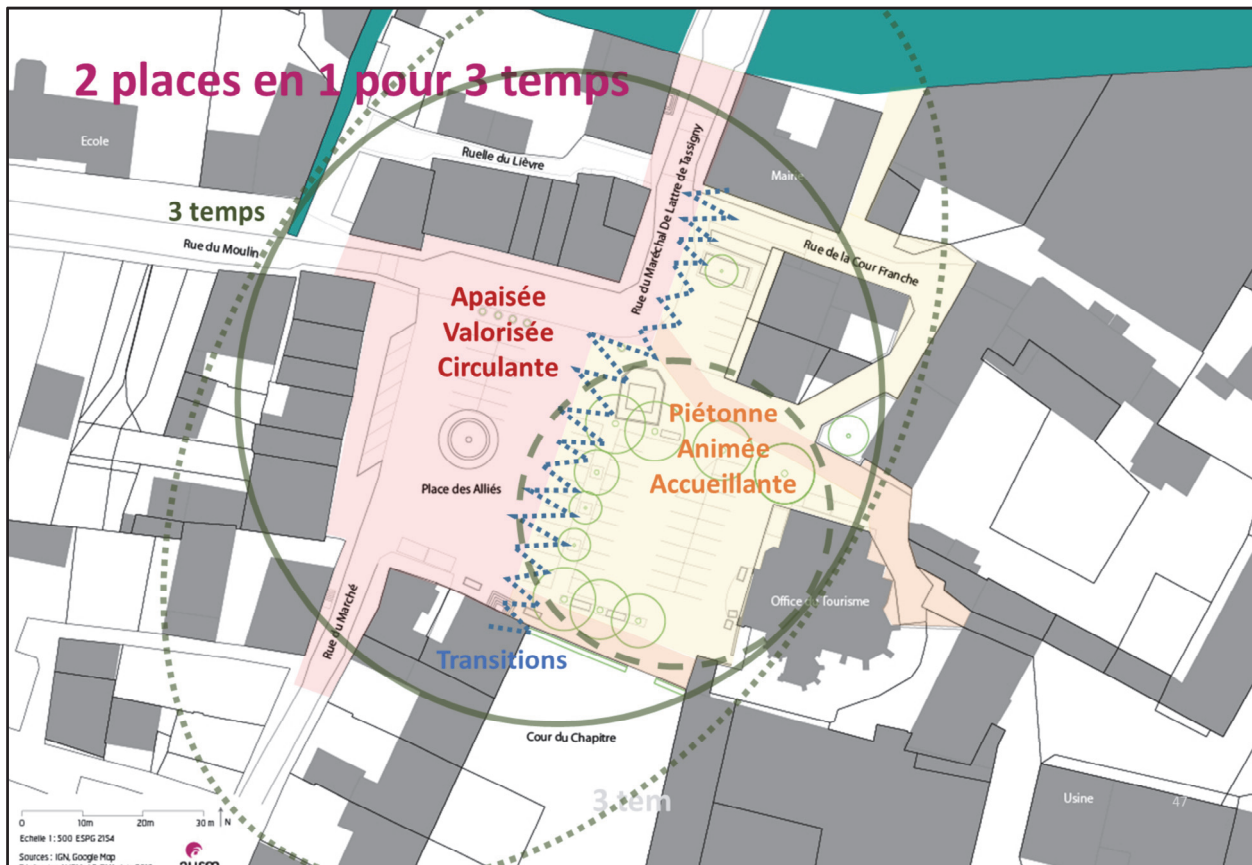 2 places en 1 pour 3 temps
Ecole
Ruelle du Lièvre
Rue du Maréchal De Lattre de Tassigny
Mairie
3 temps
Rue du Moulin
Rue de la Cour Franche
Apaisée
Valorisée
Circulante
Piétonne
Animée
Accueillante
Place des Alliés
Office de Tourisme
Rue du Marché
Transitions
Cour du Chapitre
3 tem
Usine
47
0 10m 20m 30 m N
Echelle 1 : 500 ESPG 2154
Sources : IGN, Google Map